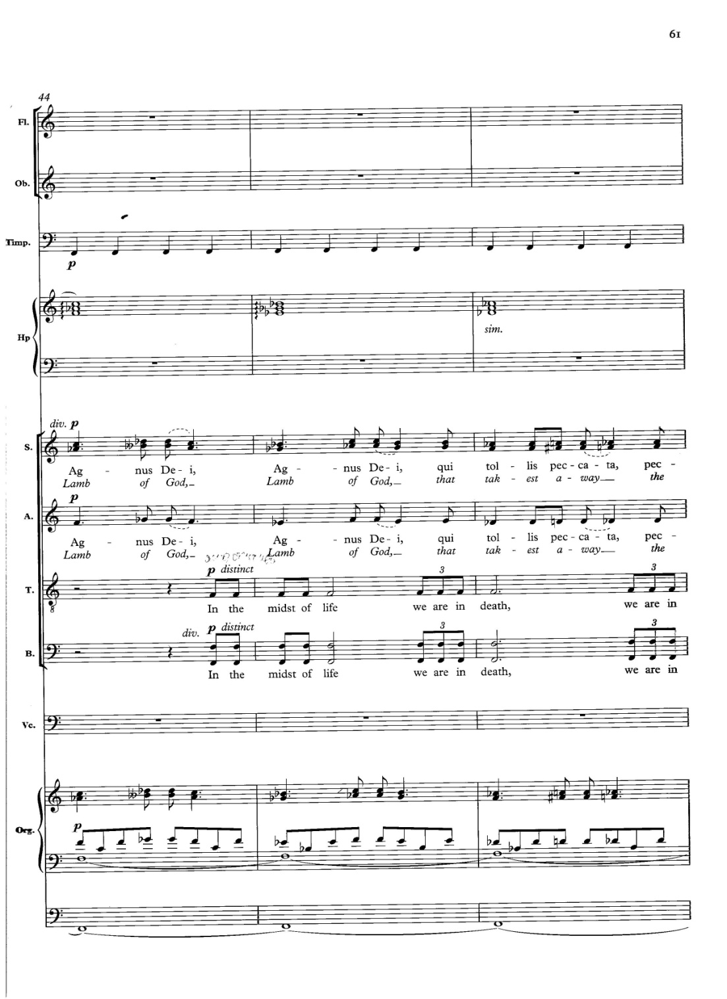 61
44
Fl.
Ob.
Timp.
p
Hp
sim.
div. p
S.
Ag - nus De - i, Ag - nus De - i, qui tol - lis pec - ca - ta, pec -
Lamb of God, Lamb of God, that tak - est a - way the
p
A.
Ag - nus De - i, Ag - nus De - i, qui tol - lis pec - ca - ta, pec -
Lamb of God, Lamb of God, that tak - est a - way the
p distinct
3 3
T.
8
In the midst of life we are in death, we are in
div. p distinct
3 3
B.
In the midst of life we are in death, we are in
Vc.
p
Org.